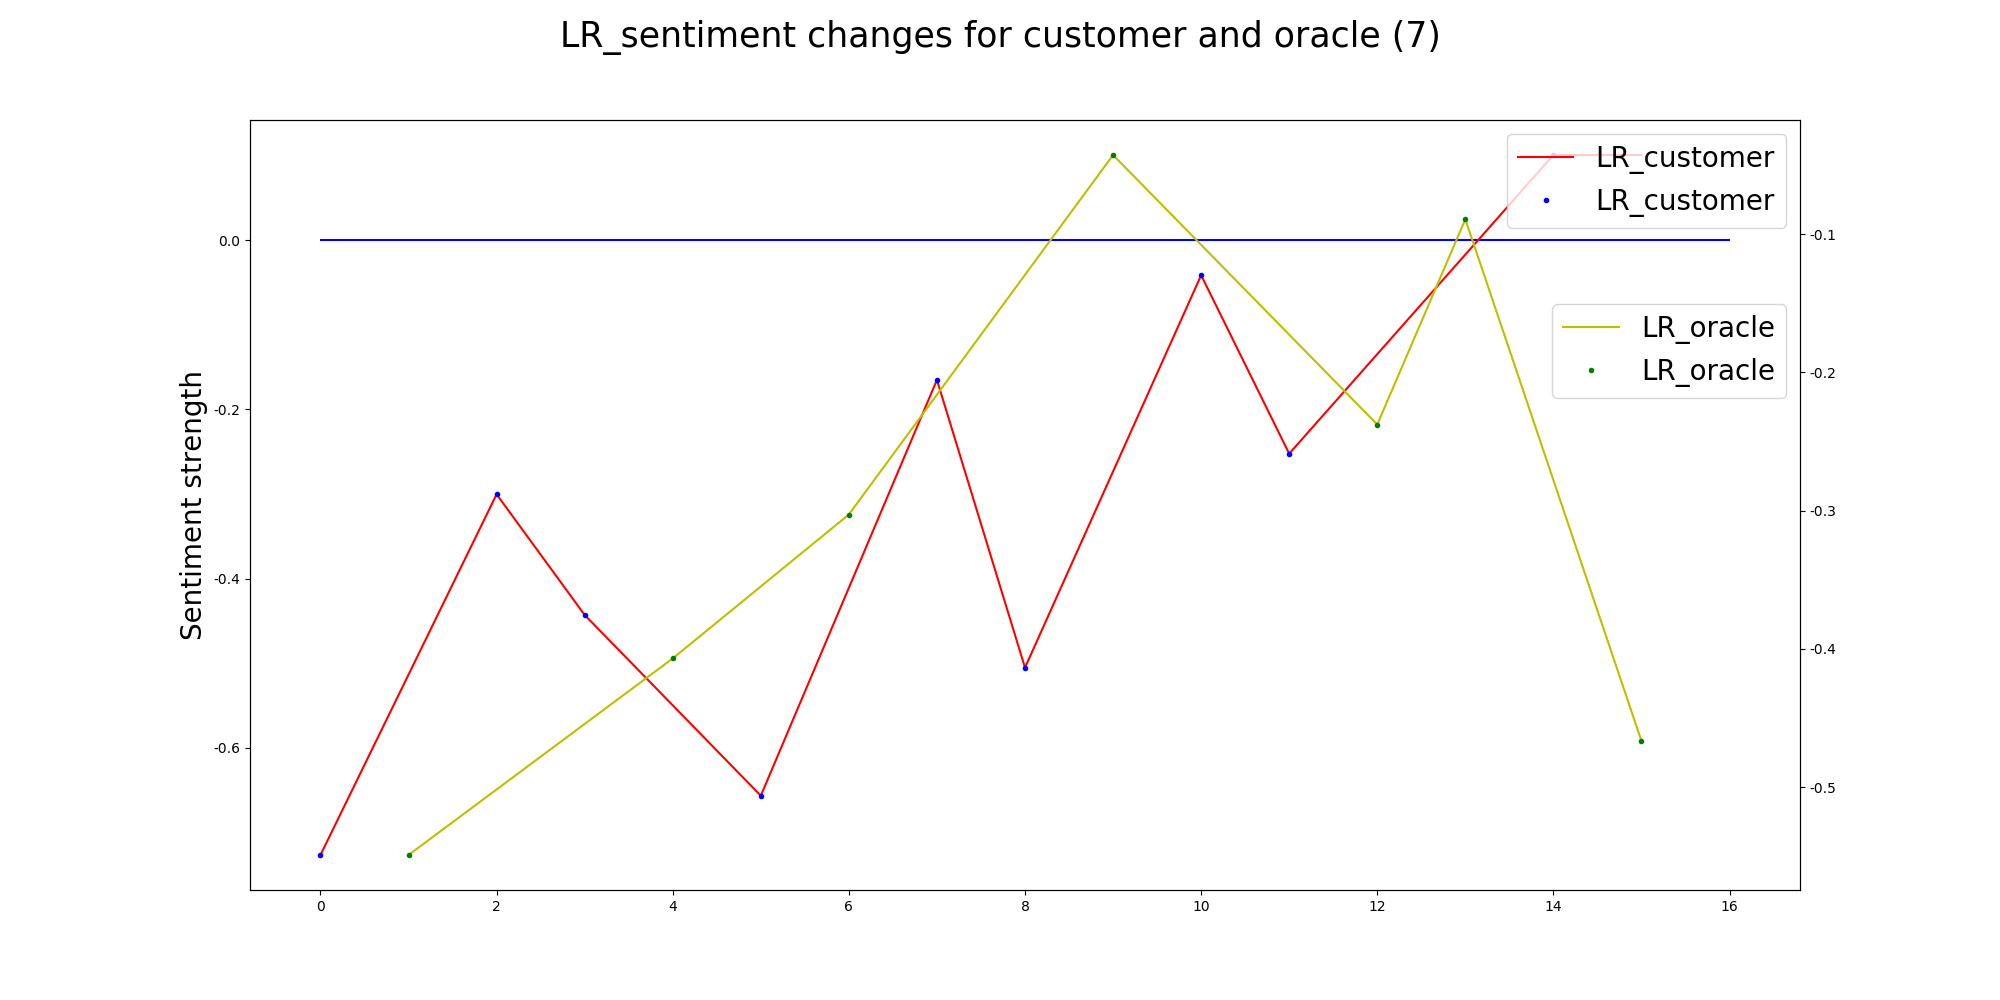 LR_sentiment changes for customer and oracle (7)
LR_customer
LR_customer
LR_oracle
LR_oracle
Sentiment strength
0.0
-0.2
-0.4
-0.6
-0.1
-0.2
-0.3
-0.4
-0.5
0 2 4 6 8 10 12 14 16